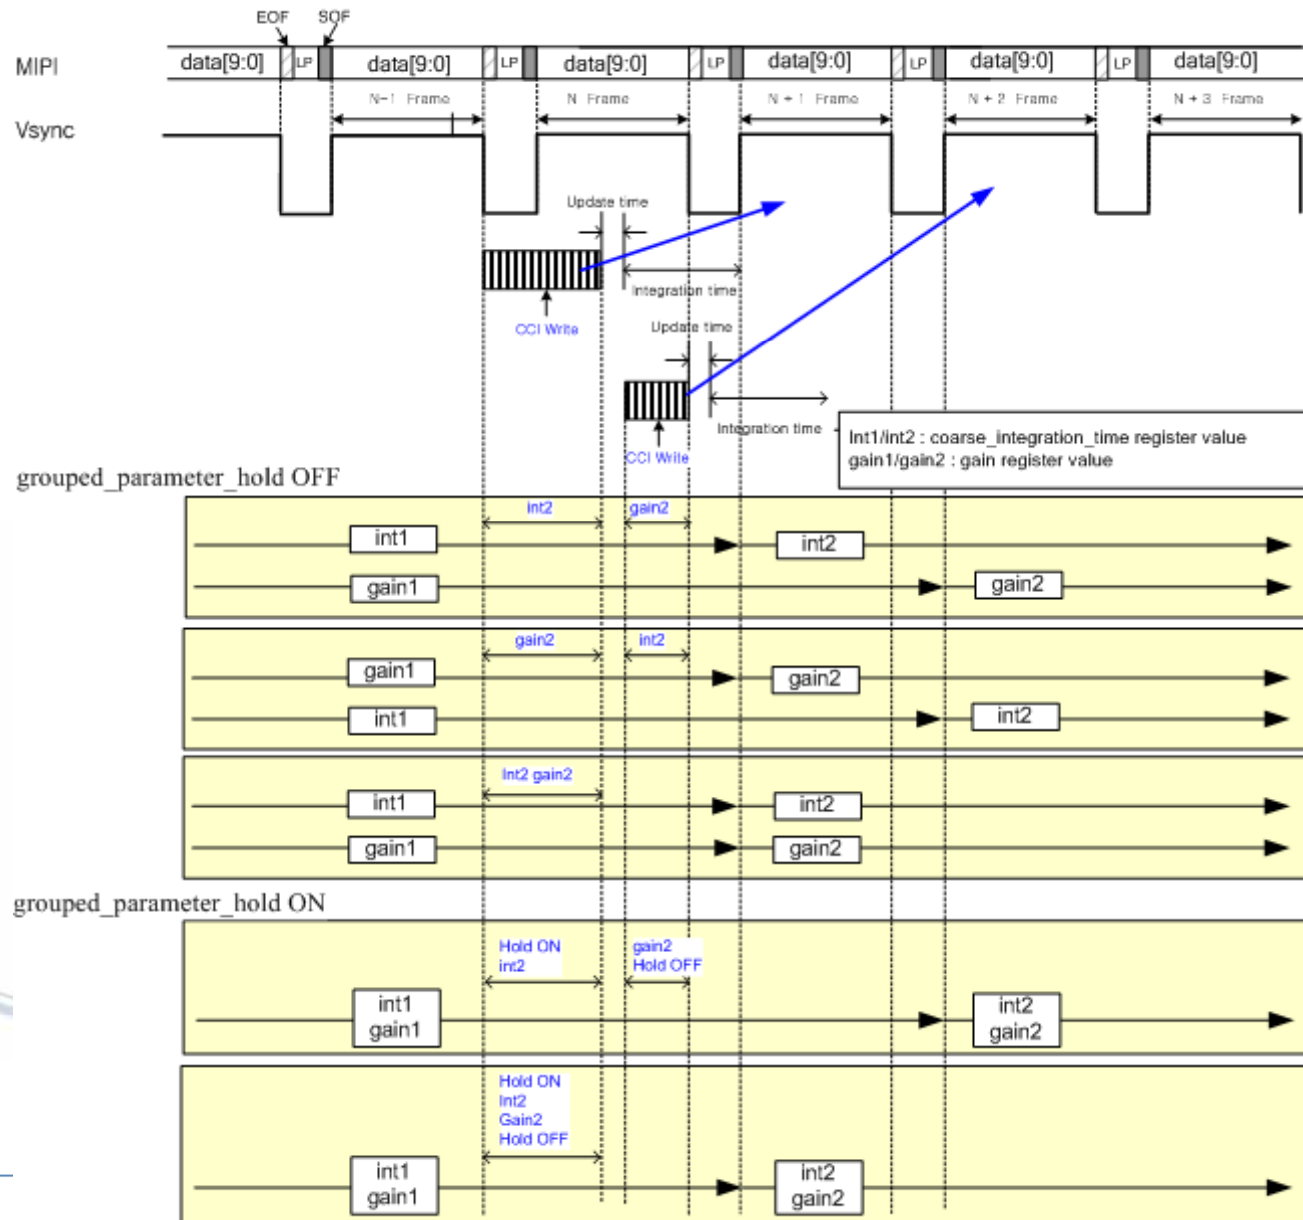 EOF SOF
MIPI data[9:0] LP data[9:0] LP data[9:0] LP data[9:0] LP data[9:0] LP data[9:0]
N-1 Frame N Frame N + 1 Frame N + 2 Frame N + 3 Frame
Vsync
Update time
Integration time
CCI Write
Update time
Integration time
CCI Write
Int1/int2 : coarse_integration_time register value
gain1/gain2 : gain register value
grouped_parameter_hold OFF
int2 gain2
int1 int2
gain1 gain2
gain2 int2
gain1 gain2
int1 int2
Int2 gain2
int1 int2
gain1 gain2
grouped_parameter_hold ON
Hold ON gain2
int2 Hold OFF
int1 int2
gain1 gain2
Hold ON
Int2
Gain2
Hold OFF
int1 int2
gain1 gain2